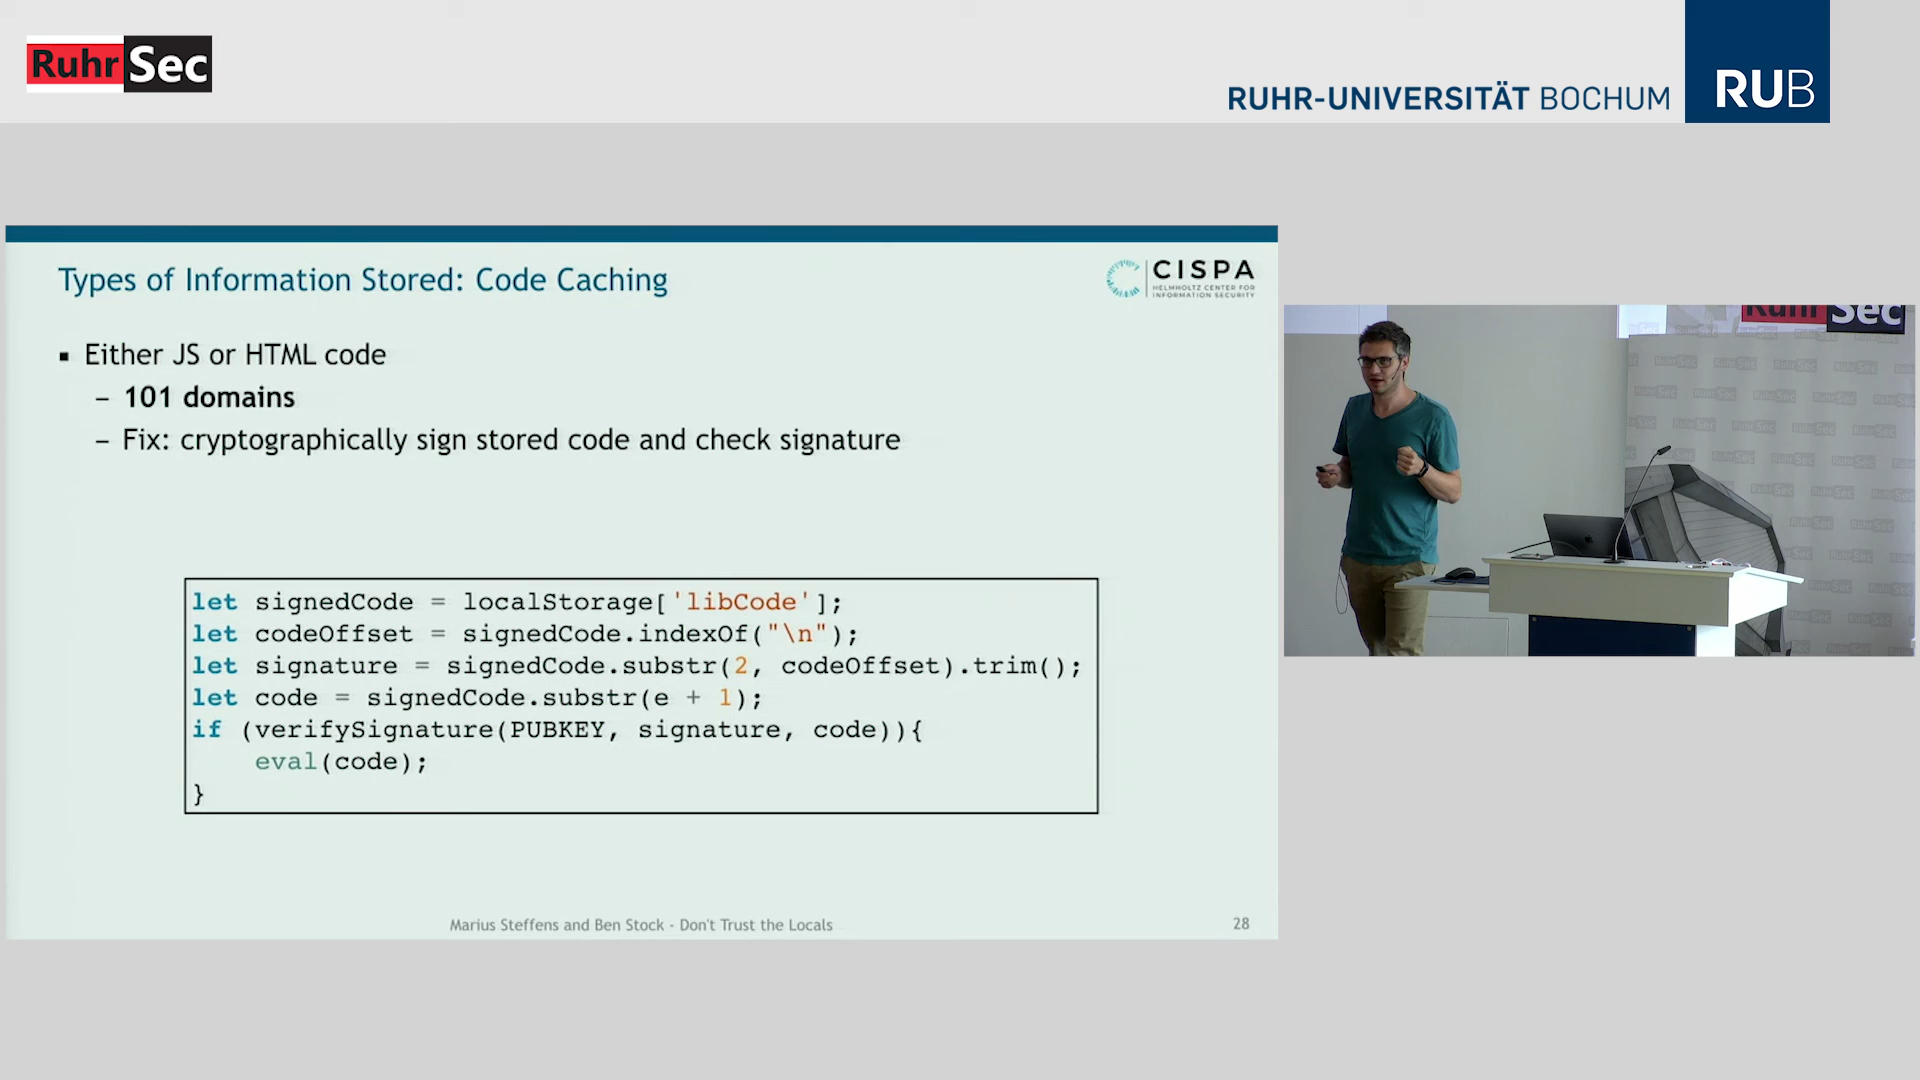 RuhrSec
RUHR-UNIVERSITÄT BOCHUM
RUB
Types of Information Stored: Code Caching
CISPA
HELMHOLTZ CENTER FOR
INFORMATION SECURITY
▪ Either JS or HTML code
– 101 domains
– Fix: cryptographically sign stored code and check signature
let signedCode = localStorage['libCode'];
let codeOffset = signedCode.indexOf("\n");
let signature = signedCode.substr(2, codeOffset).trim();
let code = signedCode.substr(e + 1);
if (verifySignature(PUBKEY, signature, code)){
    eval(code);
}
Marius Steffens and Ben Stock - Don't Trust the Locals
28
RuhrSec